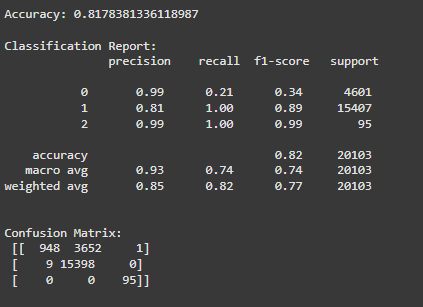 Accuracy: 0.8178381336118987
Classification Report:
precision recall f1-score support
0 0.99 0.21 0.34 4601
1 0.81 1.00 0.89 15407
2 0.99 1.00 0.99 95
accuracy 0.82 20103
macro avg 0.93 0.74 0.74 20103
weighted avg 0.85 0.82 0.77 20103
Confusion Matrix:
[[ 948 3652 1]
[ 9 15398 0]
[ 0 0 95]]